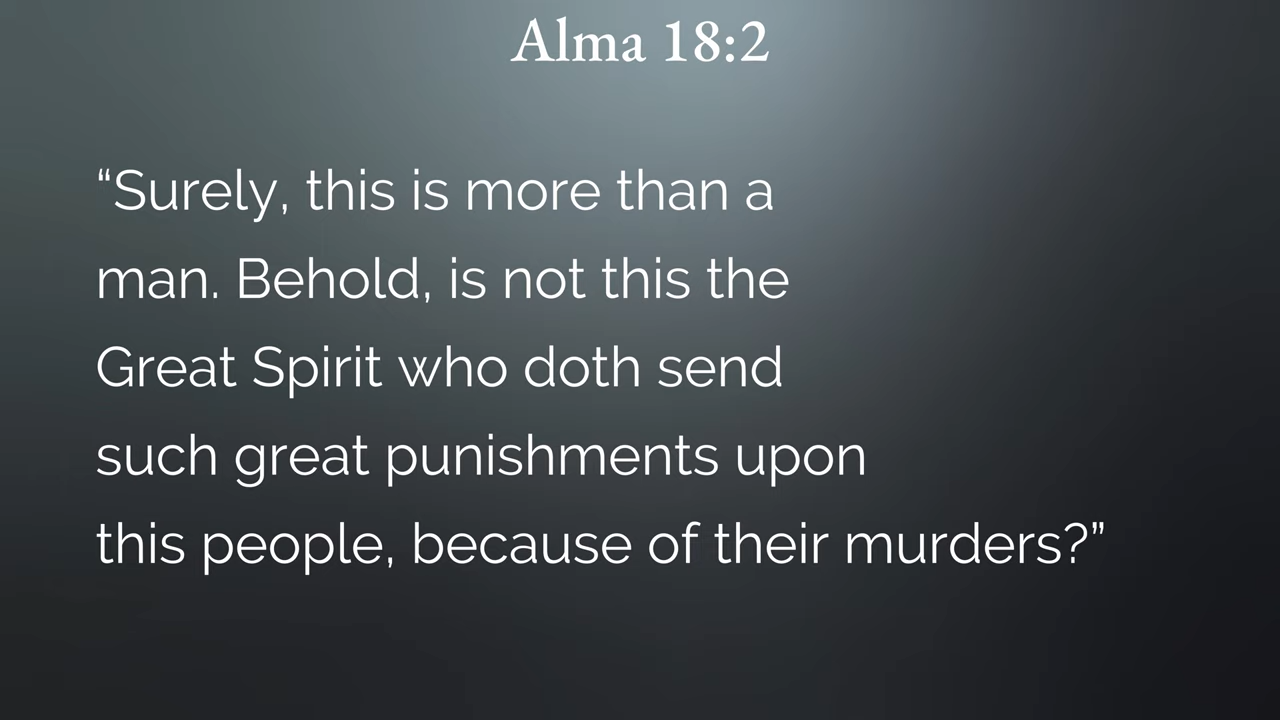 Alma 18:2
“Surely, this is more than a
man. Behold, is not this the
Great Spirit who doth send
such great punishments upon
this people, because of their murders?”